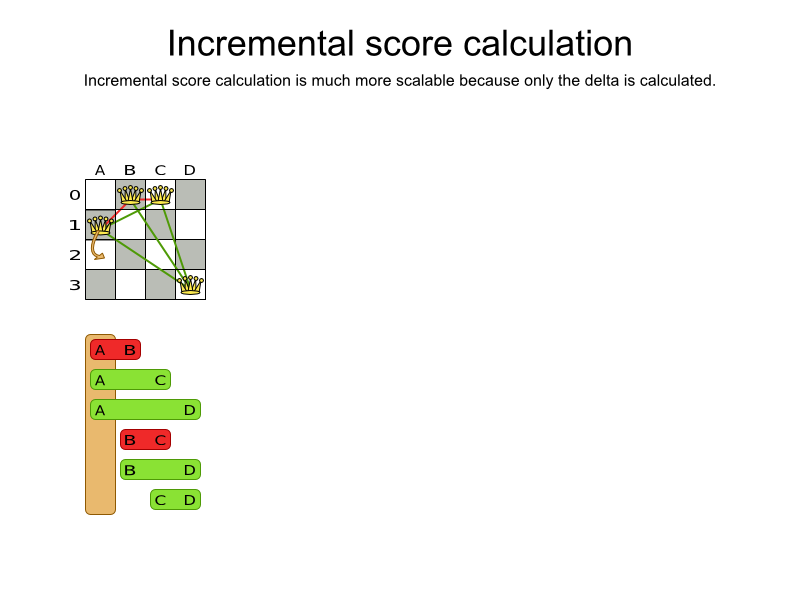 Incremental score calculation
Incremental score calculation is much more scalable because only the delta is calculated.
A B C D
0
1
2
3
A B
A C
A D
B C
B D
C D